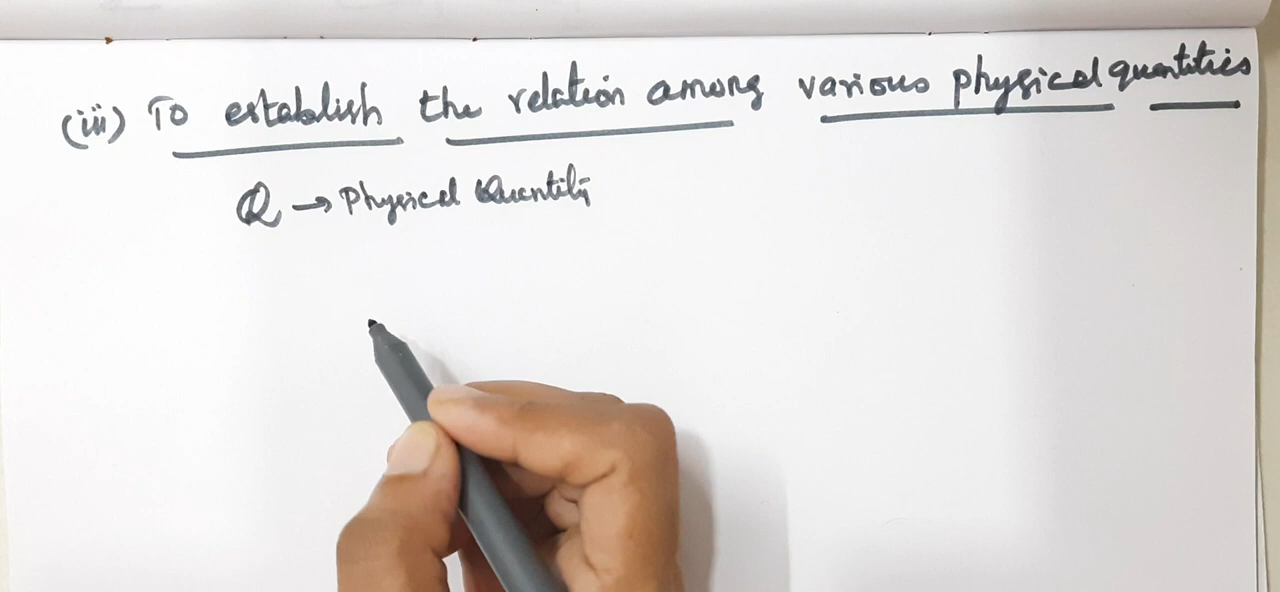 (iii) To establish the relation among various physical quantities
Q → Physical Quantity